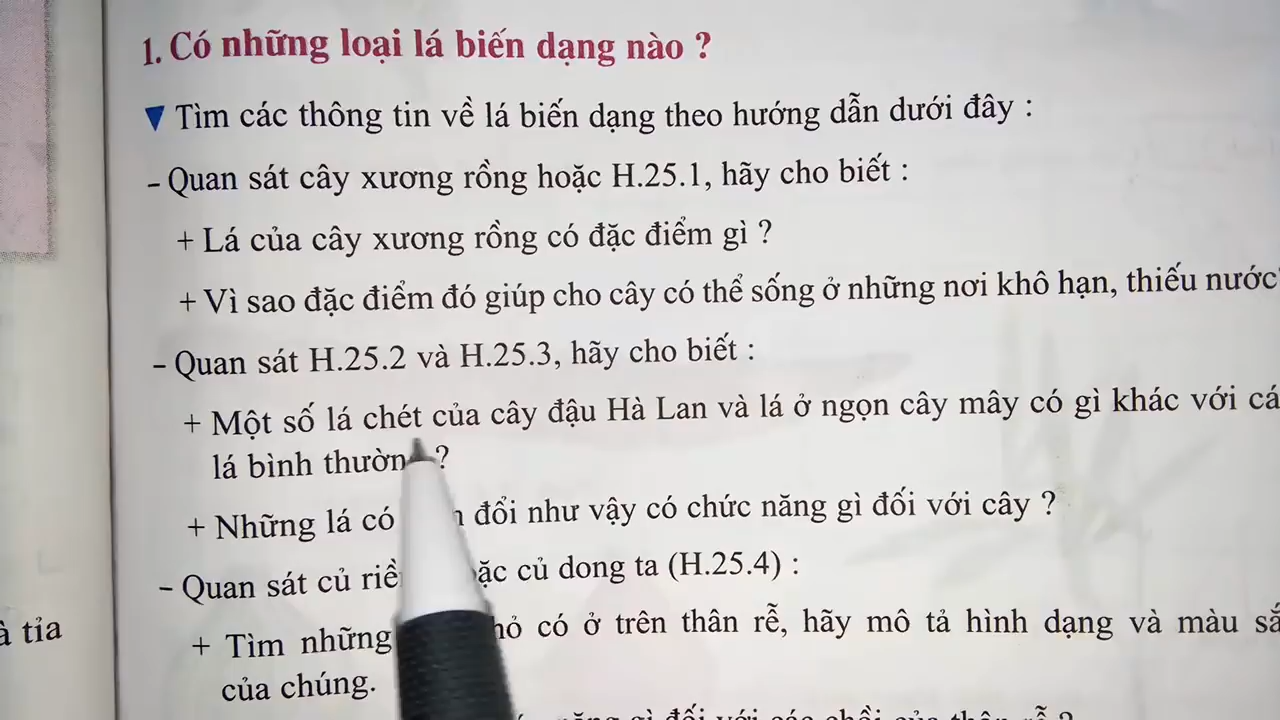 1. Có những loại lá biến dạng nào ?
▼ Tìm các thông tin về lá biến dạng theo hướng dẫn dưới đây :
– Quan sát cây xương rồng hoặc H.25.1, hãy cho biết :
+ Lá của cây xương rồng có đặc điểm gì ?
+ Vì sao đặc điểm đó giúp cho cây có thể sống ở những nơi khô hạn, thiếu nước
– Quan sát H.25.2 và H.25.3, hãy cho biết :
+ Một số lá chét của cây đậu Hà Lan và lá ở ngọn cây mây có gì khác với cá
lá bình thườn ?
+ Những lá có đổi như vậy có chức năng gì đối với cây ?
– Quan sát củ riề ặc củ dong ta (H.25.4) :
à tỉa
+ Tìm những hỏ có ở trên thân rễ, hãy mô tả hình dạng và màu sắ
của chúng.